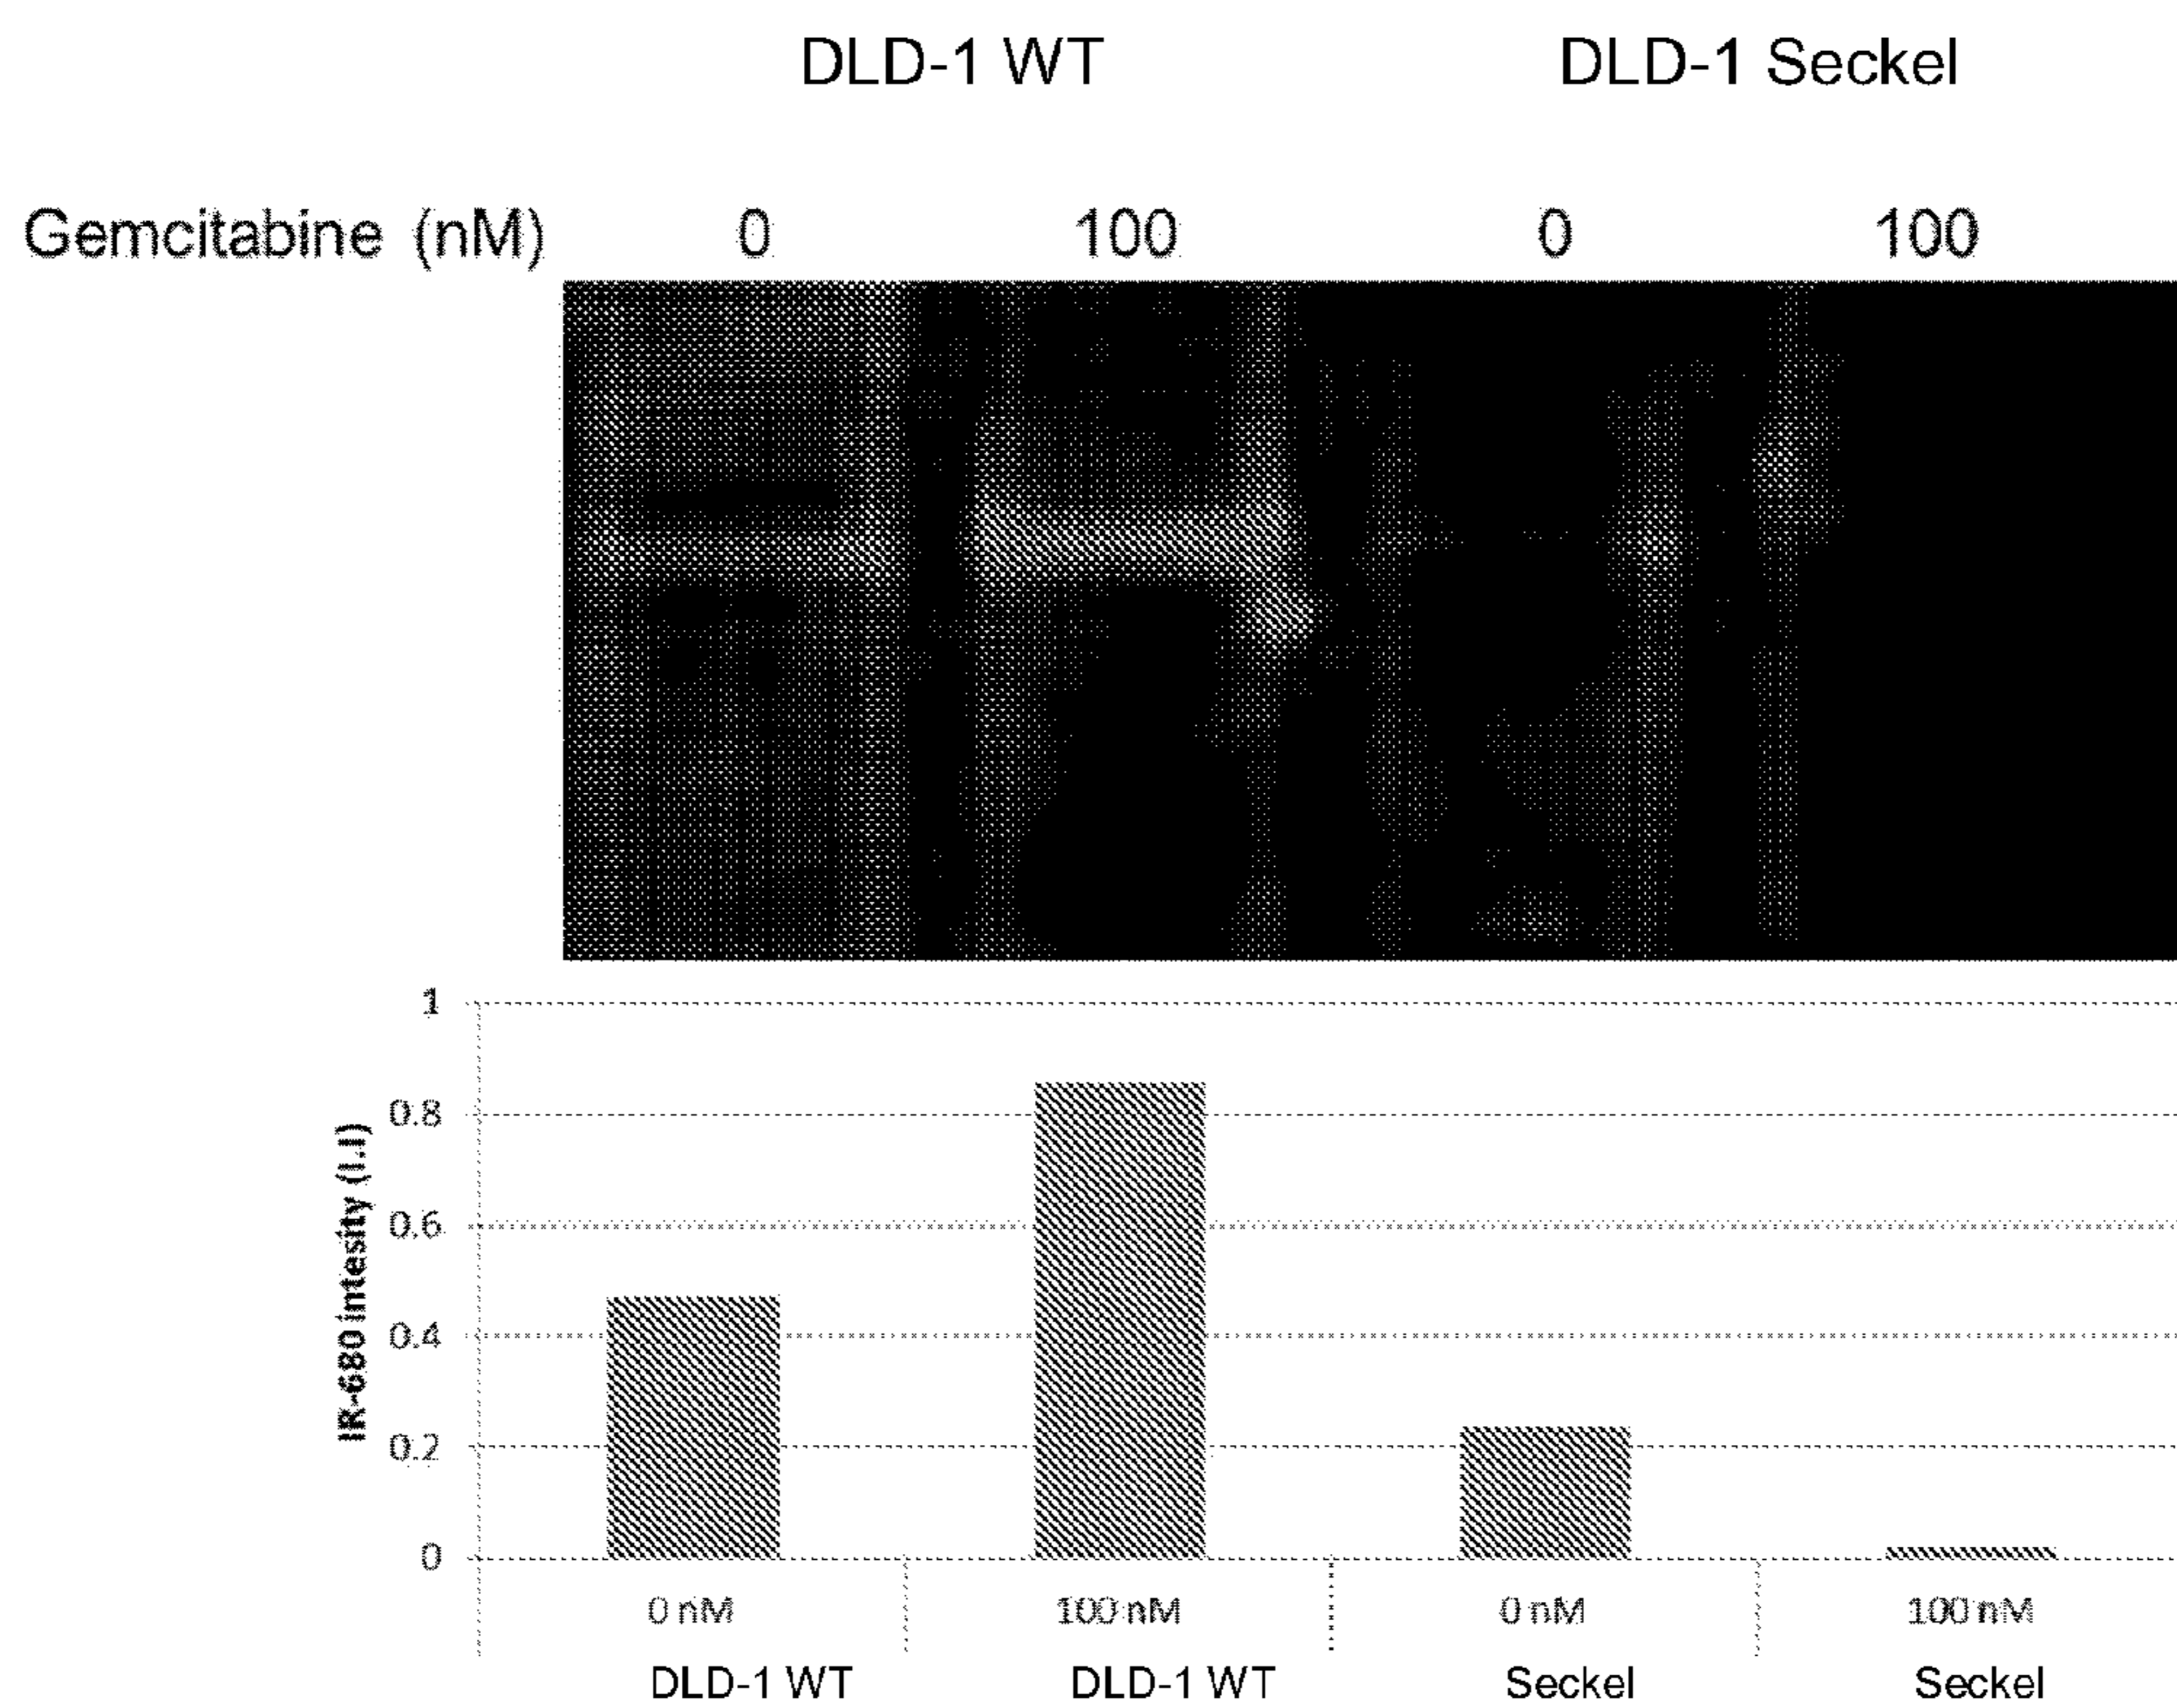 DLD-1 WT DLD-1 Seckel
Gemcitabine (nM) 0 100 0 100
1
0.8
0.6
0.4
0.2
0
IR-680 intesity (I.I)
0 nM 100 nM 0 nM 100 nM
DLD-1 WT DLD-1 WT Seckel Seckel